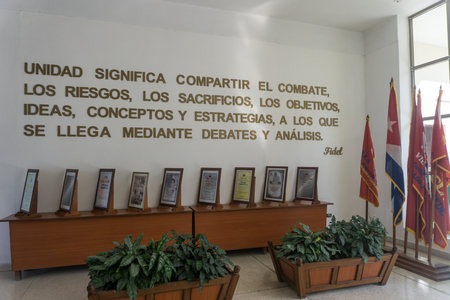 UNIDAD SIGNIFICA COMPARTIR EL COMBATE,
LOS RIESGOS, LOS SACRIFICIOS, LOS OBJETIVOS,
IDEAS, CONCEPTOS Y ESTRATEGIAS, A LOS QUE
SE LLEGA MEDIANTE DEBATES Y ANÁLISIS.
Fidel